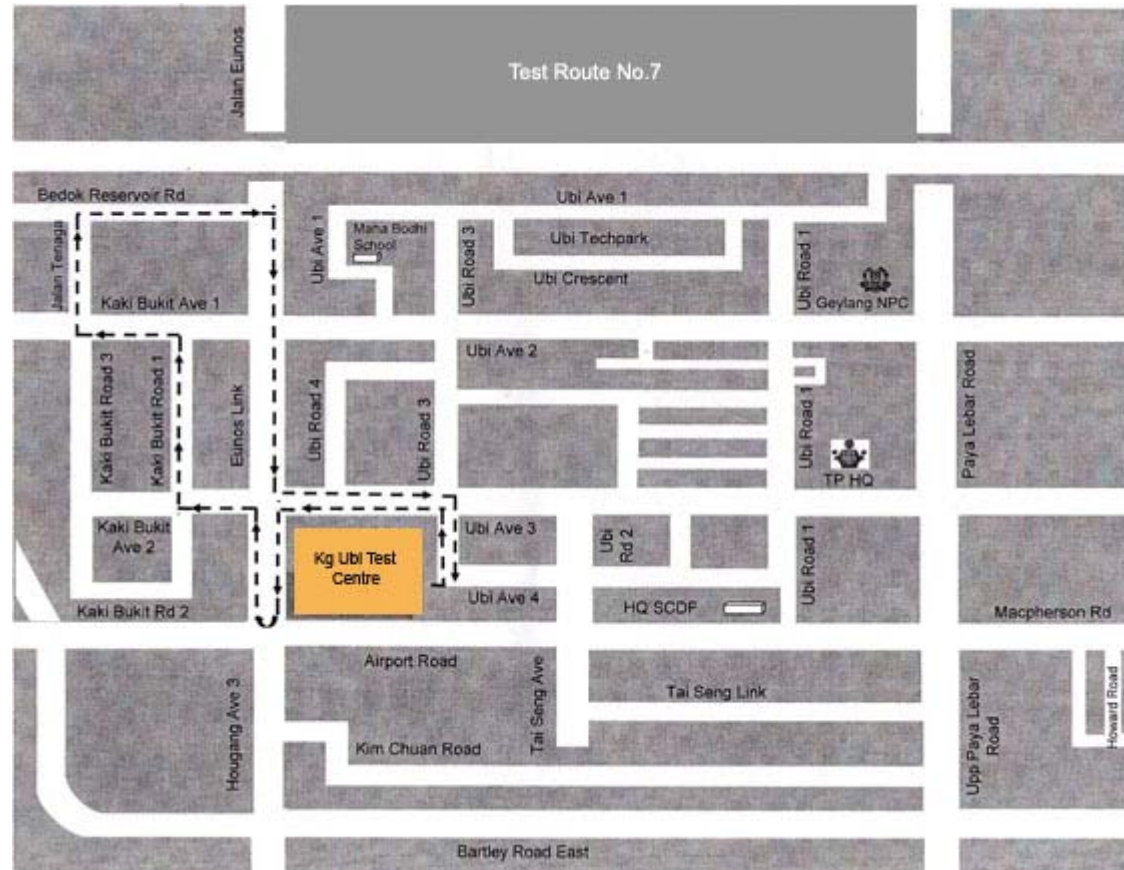 Jalan Eunos
Test Route No.7
Bedok Reservoir Rd
Ubi Ave 1
Jalan Tenaga
Ubi Ave 1
Maha Bodhi
School
Ubi Road 3
Ubi Techpark
Ubi Crescent
Ubi Road 1
Geylang NPC
Kaki Bukit Ave 1
Kaki Bukit Road 3
Kaki Bukit Road 1
Eunos Link
Ubi Road 4
Ubi Road 3
Ubi Ave 2
Ubi Road 1
TP HQ
Paya Lebar Road
Kaki Bukit
Ave 2
Kg Ubi Test
Centre
Ubi Ave 3
Ubi
Rd 2
Ubi Road 1
Kaki Bukit Rd 2
Ubi Ave 4
HQ SCDF
Macpherson Rd
Hougang Ave 3
Airport Road
Tai Seng Ave
Tai Seng Link
Kim Chuan Road
Upp Paya Lebar
Road
Howard Road
Bartley Road East